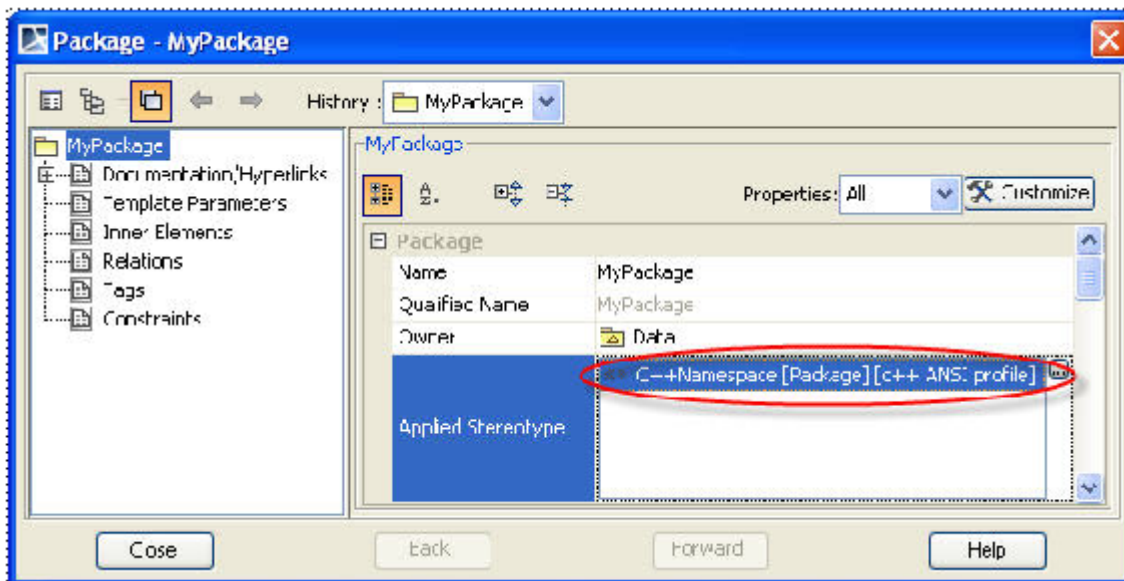 Package - MyPackage
History : MyPackage
MyPackage
Documentation/Hyperlinks
Template Parameters
Inner Elements
Relations
Tags
Constraints
MyPackage
Properties: All Customize
Package
Name MyPackage
Qualified Name MyPackage
Owner Data
Applied Stereotype «» C++Namespace [Package] [c++ ANSI profile] ...
Close Back Forward Help